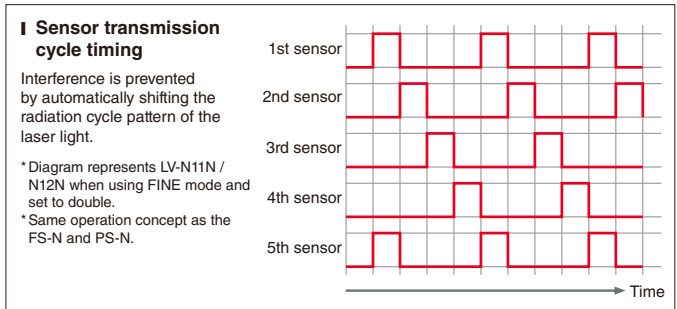 Sensor transmission
cycle timing
Interference is prevented
by automatically shifting the
radiation cycle pattern of the
laser light.
*Diagram represents LV-N11N /
N12N when using FINE mode and
set to double.
*Same operation concept as the
FS-N and PS-N.
1st sensor
2nd sensor
3rd sensor
4th sensor
5th sensor
Time